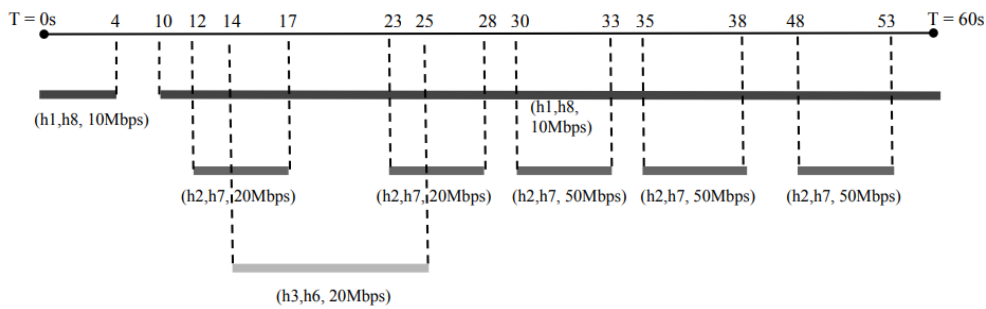 T = 0s 4 10 12 14 17 23 25 28 30 33 35 38 48 53 T = 60s
(h1,h8, 10Mbps)
(h1,h8,
10Mbps)
(h2,h7, 20Mbps) (h2,h7, 20Mbps) (h2,h7, 50Mbps) (h2,h7, 50Mbps) (h2,h7, 50Mbps)
(h3,h6, 20Mbps)